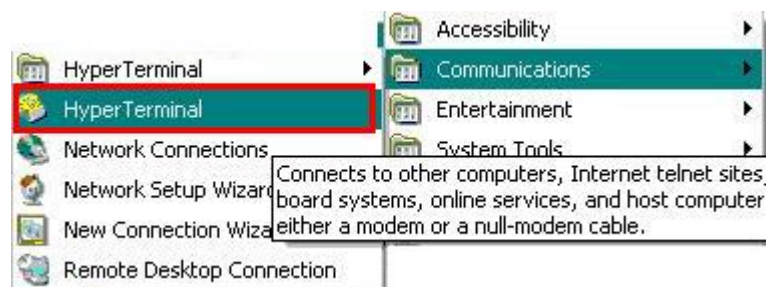 Accessibility
HyperTerminal
Communications
HyperTerminal
Entertainment
Network Connections
System Tools
Connects to other computers, Internet telnet sites,
Network Setup Wizard
board systems, online services, and host computer
New Connection Wiza
either a modem or a null-modem cable.
Remote Desktop Connection